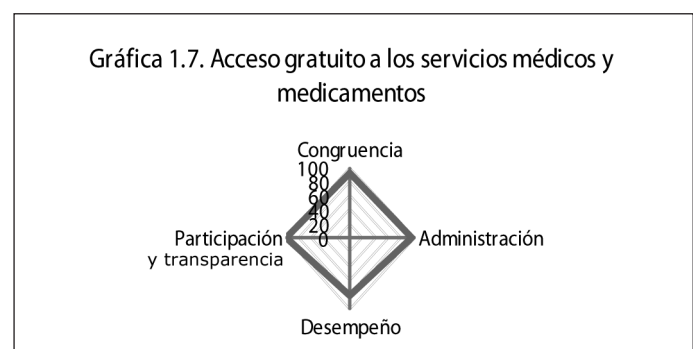 Gráfica 1.7. Acceso gratuito a los servicios médicos y
medicamentos
Congruencia
100
80
60
40
20
0
Participación
y transparencia
Administración
Desempeño